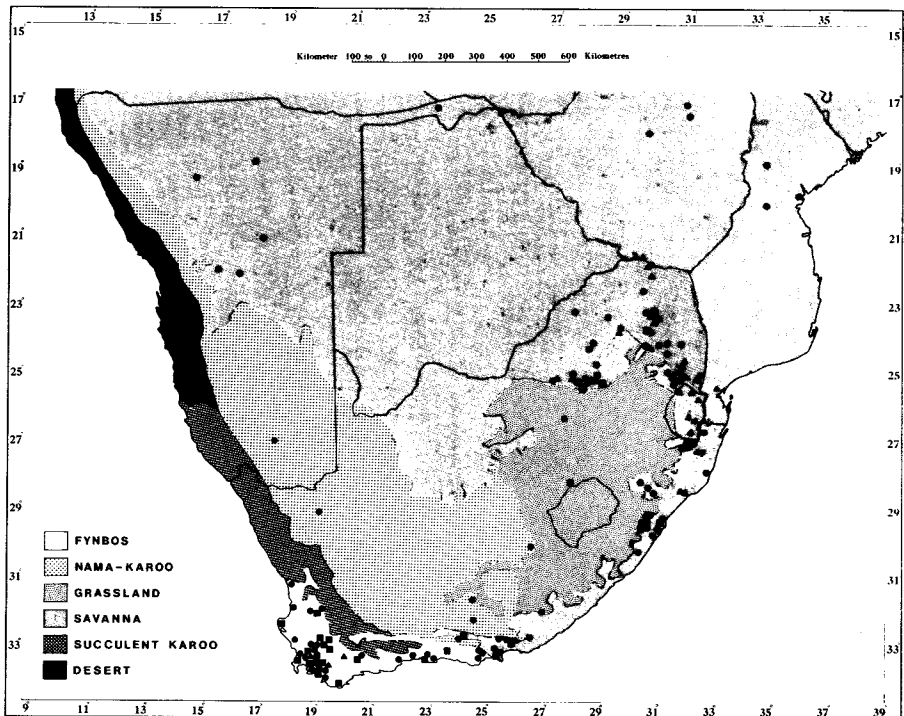 13 15 17 19 21 23 25 27 29 31 33 35
15 15
Kilometer 100 50 0 100 200 300 400 500 600 Kilometres
17° 17
19° 19
21° 21
23° 23
25° 25
27° 27
29° 29
31° 31
33° 33
FYNBOS
NAMA-KAROO
GRASSLAND
SAVANNA
SUCCULENT KAROO
DESERT
9 11 13 15 17 19 21 23 25 27 29 31 33 35 37 39